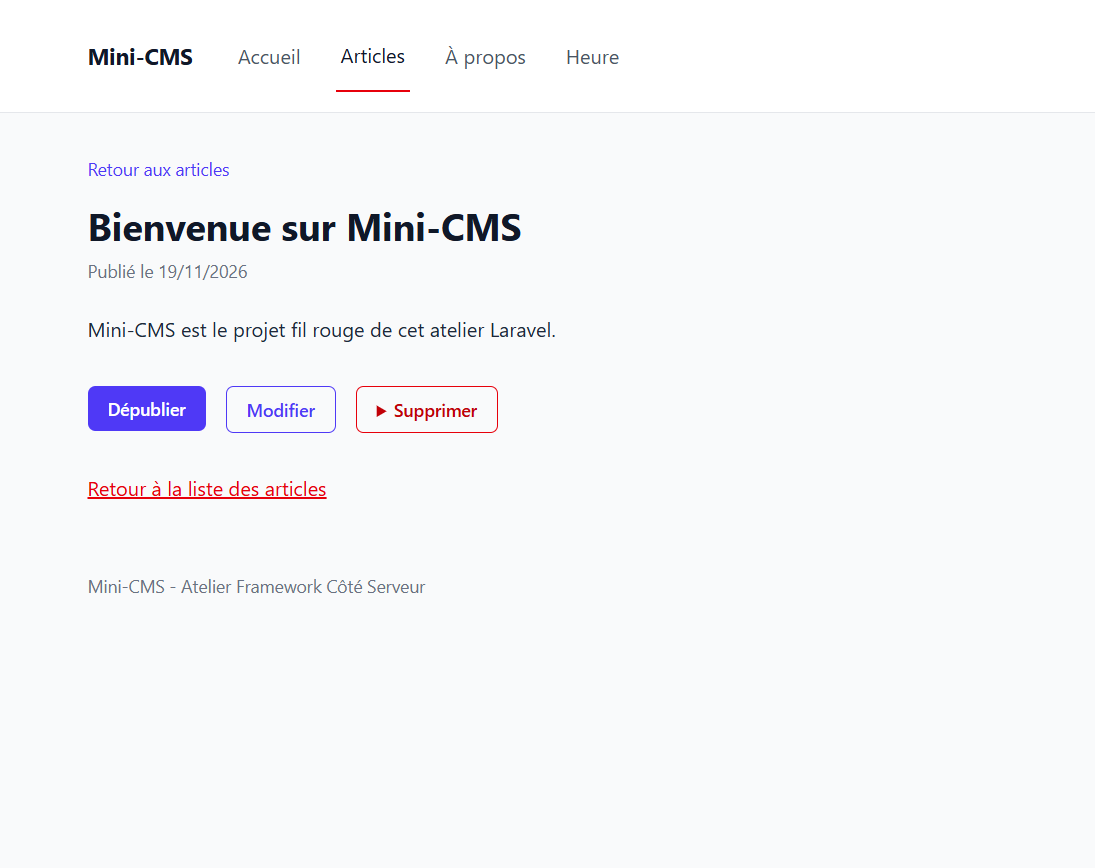 Mini-CMS Accueil Articles À propos Heure
Retour aux articles
Bienvenue sur Mini-CMS
Publié le 19/11/2026
Mini-CMS est le projet fil rouge de cet atelier Laravel.
Dépublier Modifier Supprimer
Retour à la liste des articles
Mini-CMS - Atelier Framework Côté Serveur